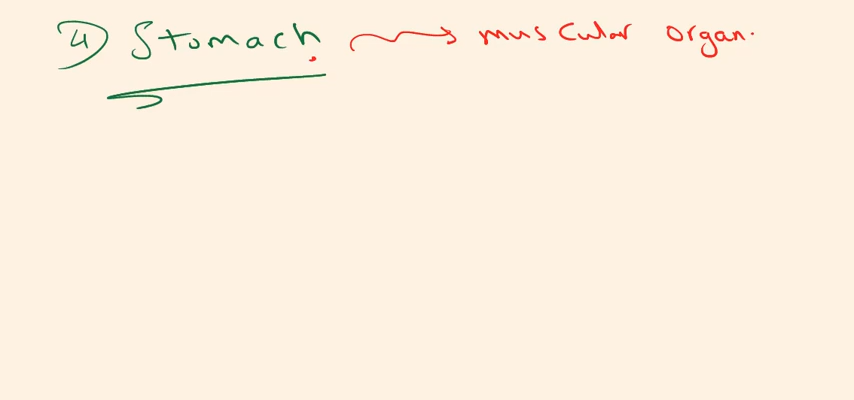 4) Stomach → muscular organ.